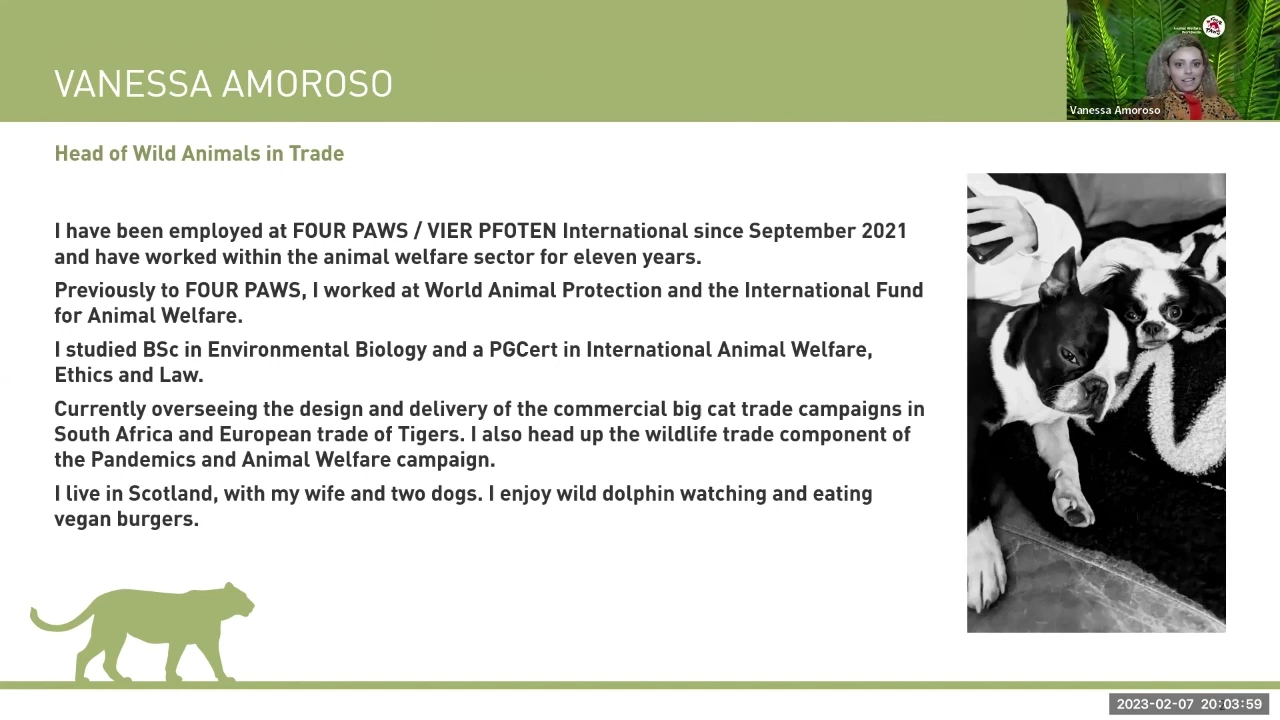 VANESSA AMOROSO
Vanessa Amoroso
Head of Wild Animals in Trade
I have been employed at FOUR PAWS / VIER PFOTEN International since September 2021
and have worked within the animal welfare sector for eleven years.
Previously to FOUR PAWS, I worked at World Animal Protection and the International Fund
for Animal Welfare.
I studied BSc in Environmental Biology and a PGCert in International Animal Welfare,
Ethics and Law.
Currently overseeing the design and delivery of the commercial big cat trade campaigns in
South Africa and European trade of Tigers. I also head up the wildlife trade component of
the Pandemics and Animal Welfare campaign.
I live in Scotland, with my wife and two dogs. I enjoy wild dolphin watching and eating
vegan burgers.
2023-02-07 20:03:59